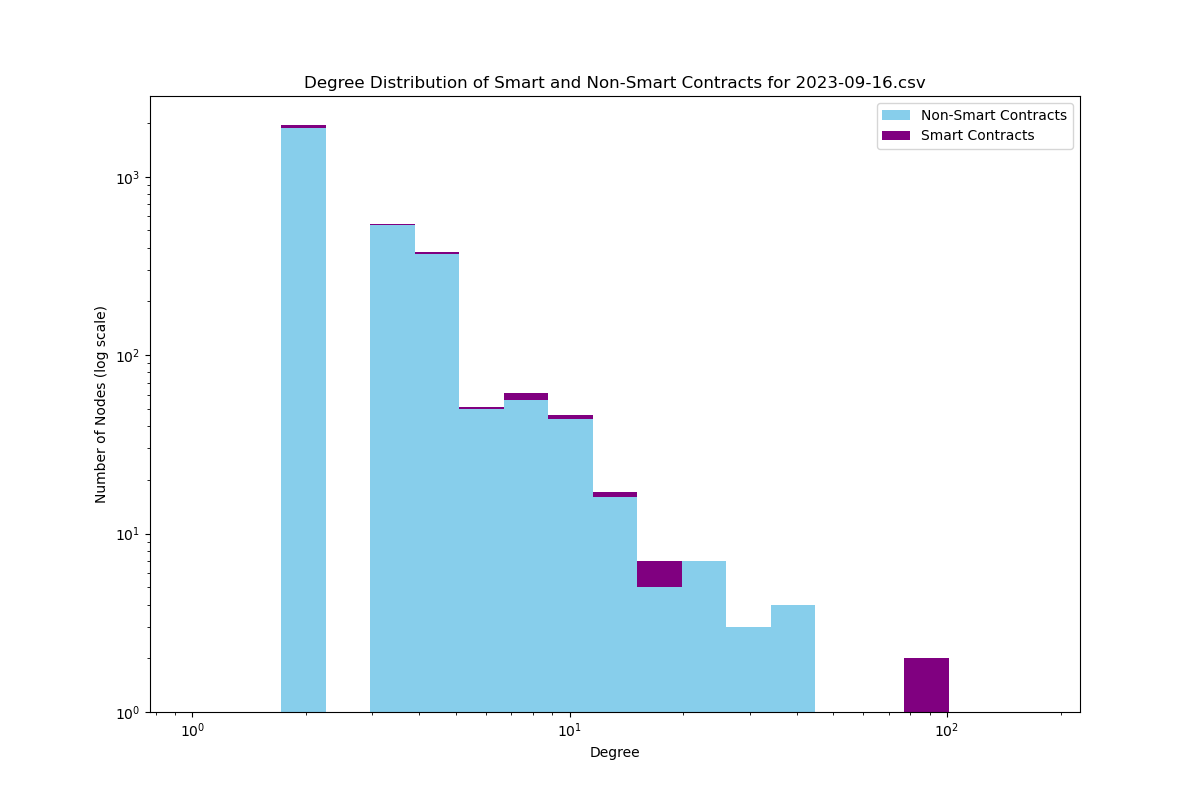 Degree Distribution of Smart and Non-Smart Contracts for 2023-09-16.csv
Non-Smart Contracts
Smart Contracts
Number of Nodes (log scale)
10³
10²
10¹
10⁰
10⁰ 10¹ 10²
Degree